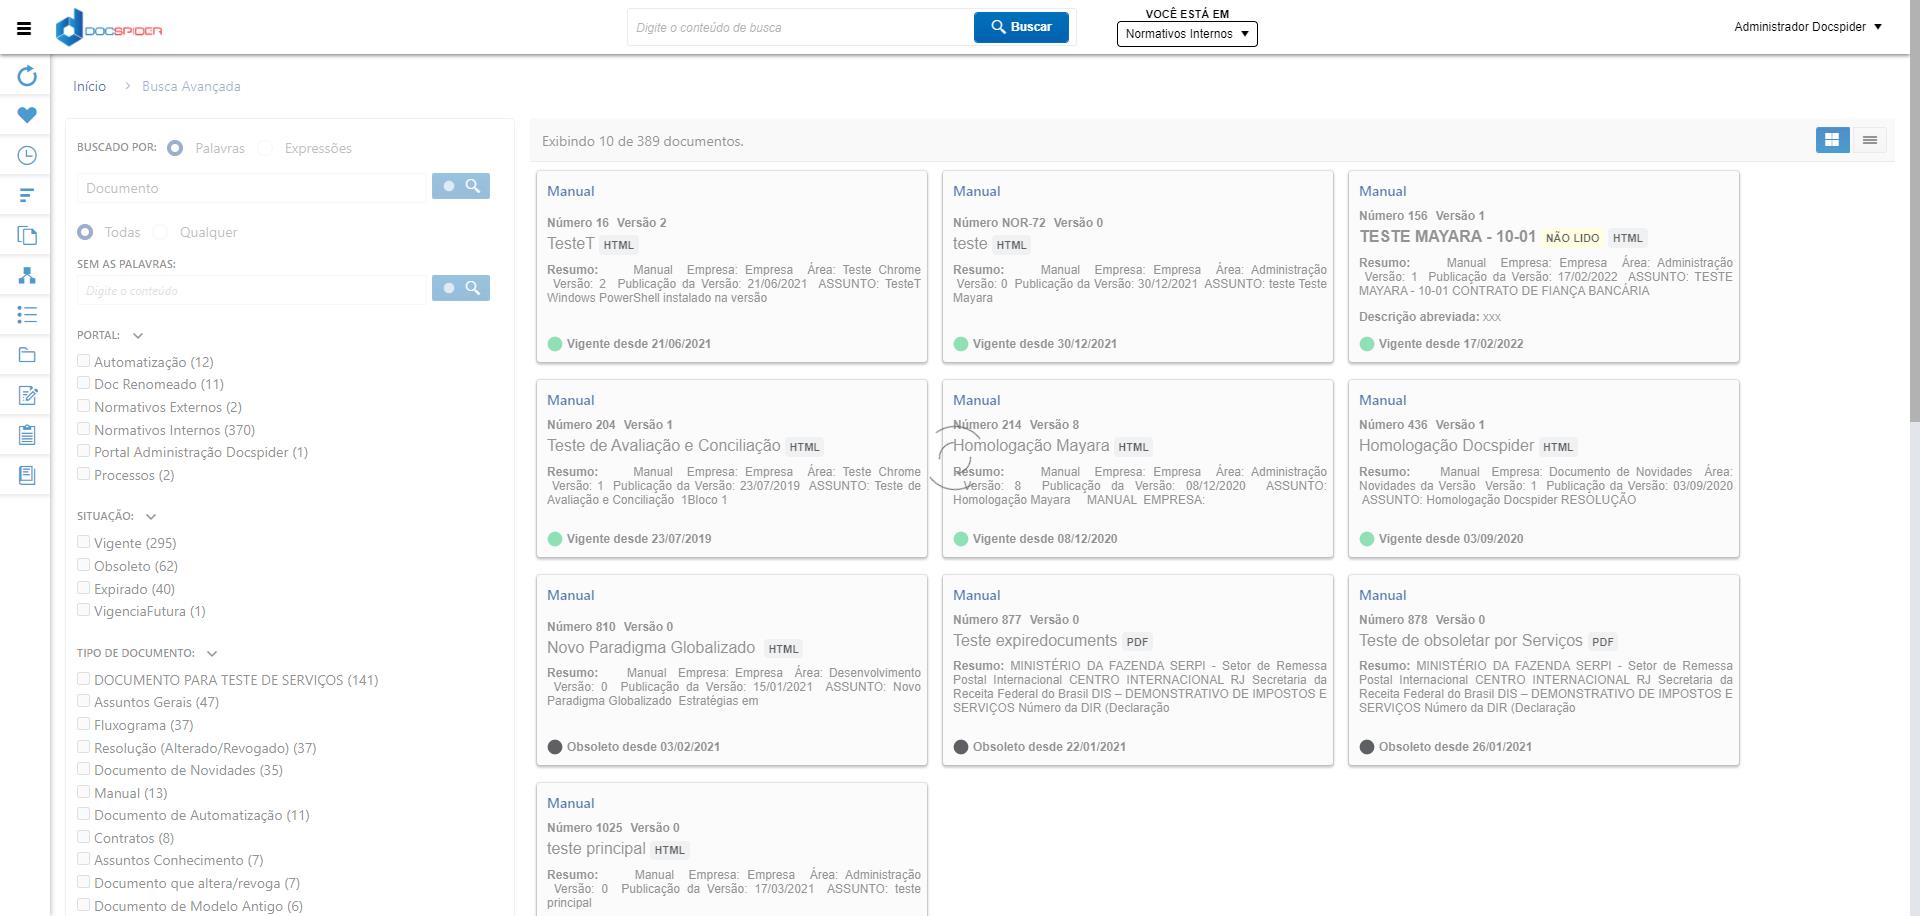 DOCSPIDER
Digite o conteúdo de busca
Buscar
VOCÊ ESTÁ EM
Normativos Internos ▼
Administrador Docspider ▼
Início > Busca Avançada
BUSCADO POR: Palavras Expressões
Documento
Todas Qualquer
SEM AS PALAVRAS:
Digite o conteúdo
PORTAL:
Automatização (12)
Doc Renomeado (11)
Normativos Externos (2)
Normativos Internos (370)
Portal Administração Docspider (1)
Processos (2)
SITUAÇÃO:
Vigente (295)
Obsoleto (62)
Expirado (40)
VigenciaFutura (1)
TIPO DE DOCUMENTO:
DOCUMENTO PARA TESTE DE SERVIÇOS (141)
Assuntos Gerais (47)
Fluxograma (37)
Resolução (Alterado/Revogado) (37)
Documento de Novidades (35)
Manual (13)
Documento de Automatização (11)
Contratos (8)
Assuntos Conhecimento (7)
Documento que altera/revoga (7)
Documento de Modelo Antigo (6)
Exibindo 10 de 389 documentos.
Manual
Número 16 Versão 2
TesteT HTML
Resumo: Manual Empresa: Empresa Área: Teste Chrome
Versão: 2 Publicação da Versão: 21/06/2021 ASSUNTO: TesteT
Windows PowerShell instalado na versão
Vigente desde 21/06/2021
Manual
Número NOR-72 Versão 0
teste HTML
Resumo: Manual Empresa: Empresa Área: Administração
Versão: 0 Publicação da Versão: 30/12/2021 ASSUNTO: teste Teste
Mayara
Vigente desde 30/12/2021
Manual
Número 156 Versão 1
TESTE MAYARA - 10-01 NÃO LIDO HTML
Resumo: Manual Empresa: Empresa Área: Administração
Versão: 1 Publicação da Versão: 17/02/2022 ASSUNTO: TESTE
MAYARA - 10-01 CONTRATO DE FIANÇA BANCÁRIA
Descrição abreviada: xxx
Vigente desde 17/02/2022
Manual
Número 204 Versão 1
Teste de Avaliação e Conciliação HTML
Resumo: Manual Empresa: Empresa Área: Teste Chrome
Versão: 1 Publicação da Versão: 23/07/2019 ASSUNTO: Teste de
Avaliação e Conciliação 1Bloco 1
Vigente desde 23/07/2019
Manual
Número 214 Versão 8
Homologação Mayara HTML
Resumo: Manual Empresa: Empresa Área: Administração
Versão: 8 Publicação da Versão: 08/12/2020 ASSUNTO:
Homologação Mayara MANUAL EMPRESA:
Vigente desde 08/12/2020
Manual
Número 436 Versão 1
Homologação Docspider HTML
Resumo: Manual Empresa: Documento de Novidades Área:
Novidades da Versão Versão: 1 Publicação da Versão: 03/09/2020
ASSUNTO: Homologação Docspider RESOLUÇÃO
Vigente desde 03/09/2020
Manual
Número 810 Versão 0
Novo Paradigma Globalizado HTML
Resumo: Manual Empresa: Empresa Área: Desenvolvimento
Versão: 0 Publicação da Versão: 15/01/2021 ASSUNTO: Novo
Paradigma Globalizado Estratégias em
Obsoleto desde 03/02/2021
Manual
Número 877 Versão 0
Teste expiredocuments PDF
Resumo: MINISTÉRIO DA FAZENDA SERPI - Setor de Remessa
Postal Internacional CENTRO INTERNACIONAL RJ Secretaria da
Receita Federal do Brasil DIS – DEMONSTRATIVO DE IMPOSTOS E
SERVIÇOS Número da DIR (Declaração
Obsoleto desde 22/01/2021
Manual
Número 878 Versão 0
Teste de obsoletar por Serviços PDF
Resumo: MINISTÉRIO DA FAZENDA SERPI - Setor de Remessa
Postal Internacional CENTRO INTERNACIONAL RJ Secretaria da
Receita Federal do Brasil DIS – DEMONSTRATIVO DE IMPOSTOS E
SERVIÇOS Número da DIR (Declaração
Obsoleto desde 26/01/2021
Manual
Número 1025 Versão 0
teste principal HTML
Resumo: Manual Empresa: Empresa Área: Administração
Versão: 0 Publicação da Versão: 17/03/2021 ASSUNTO: teste
principal